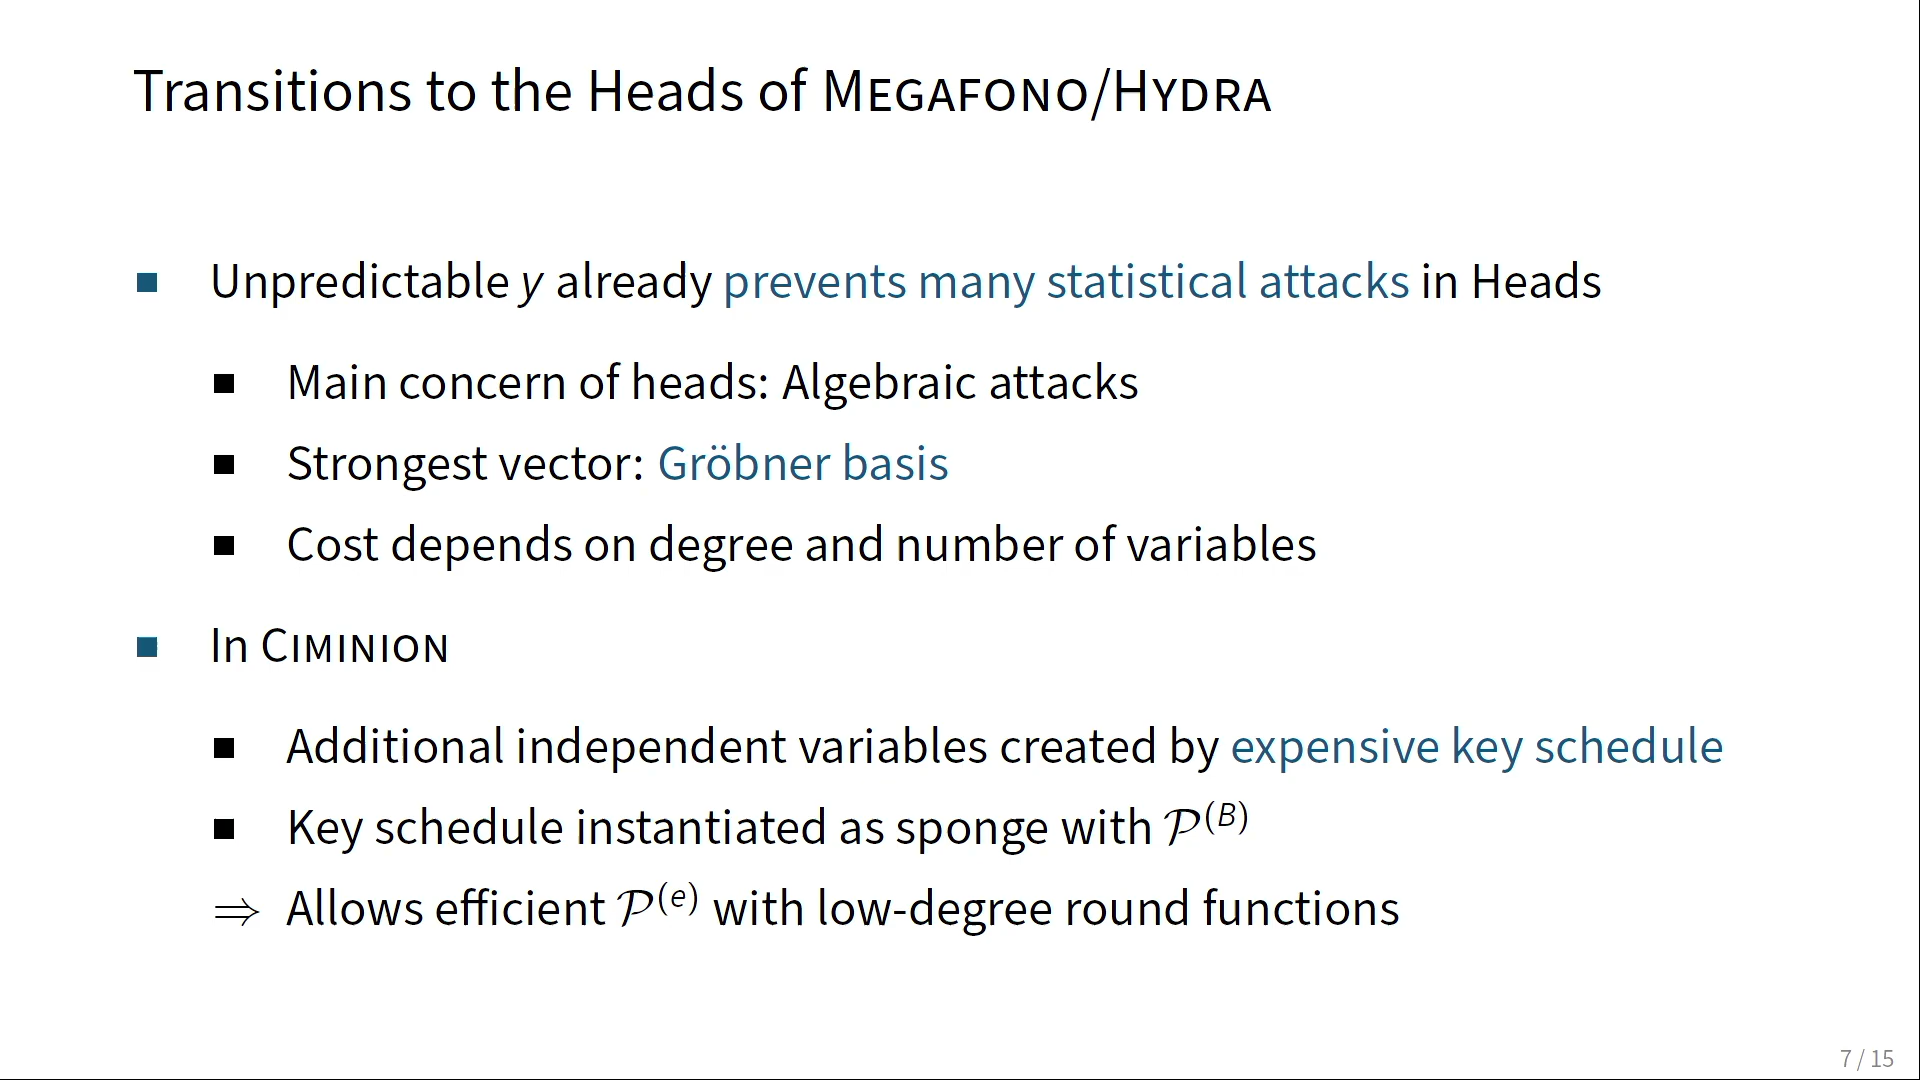 Transitions to the Heads of MEGAFONO/HYDRA
■ Unpredictable y already prevents many statistical attacks in Heads
■ Main concern of heads: Algebraic attacks
■ Strongest vector: Gröbner basis
■ Cost depends on degree and number of variables
■ In CIMINION
■ Additional independent variables created by expensive key schedule
■ Key schedule instantiated as sponge with 𝒫^(B)
⇒ Allows efficient 𝒫^(e) with low-degree round functions
7 / 15